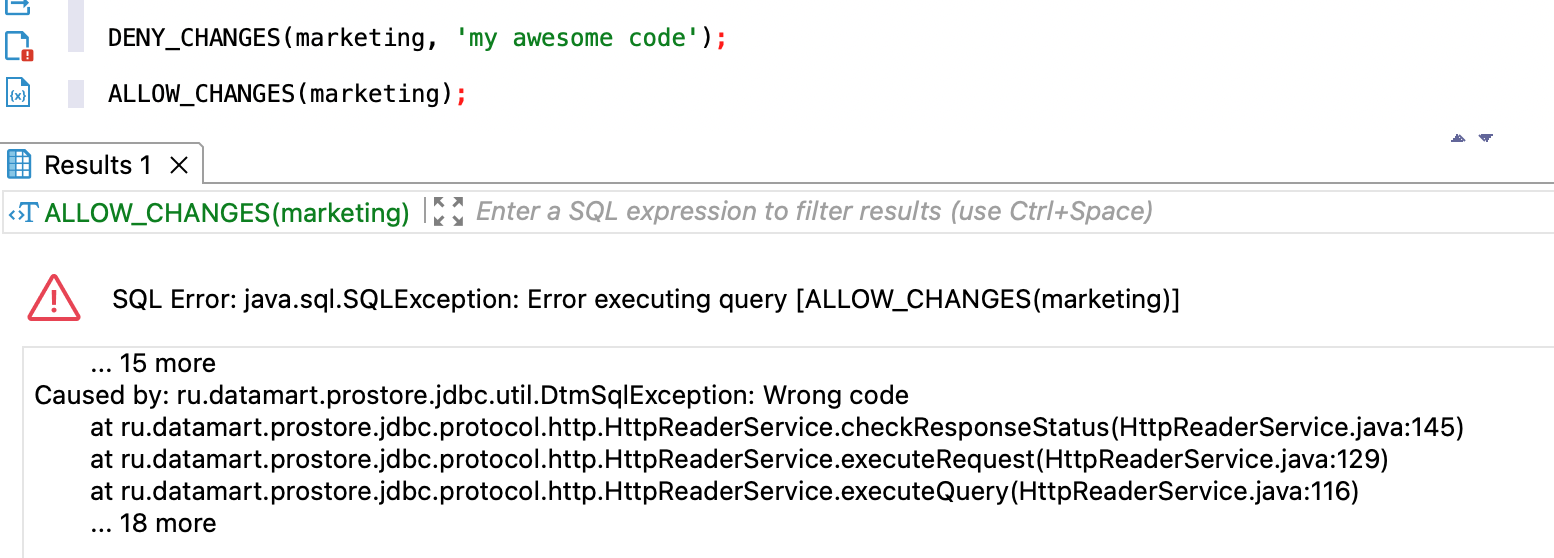 DENY_CHANGES(marketing, 'my awesome code');
ALLOW_CHANGES(marketing);
Results 1
ALLOW_CHANGES(marketing) Enter a SQL expression to filter results (use Ctrl+Space)
SQL Error: java.sql.SQLException: Error executing query [ALLOW_CHANGES(marketing)]
... 15 more
Caused by: ru.datamart.prostore.jdbc.util.DtmSqlException: Wrong code
at ru.datamart.prostore.jdbc.protocol.http.HttpReaderService.checkResponseStatus(HttpReaderService.java:145)
at ru.datamart.prostore.jdbc.protocol.http.HttpReaderService.executeRequest(HttpReaderService.java:129)
at ru.datamart.prostore.jdbc.protocol.http.HttpReaderService.executeQuery(HttpReaderService.java:116)
... 18 more